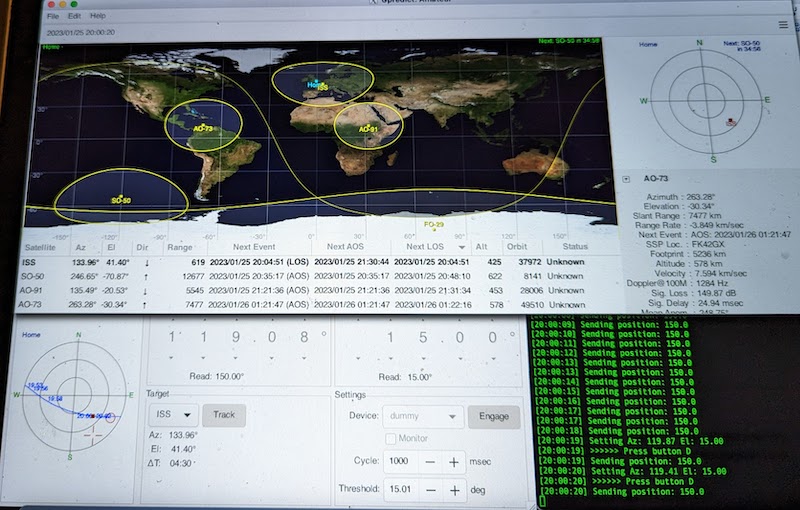 Gpredict: Amateur
File Edit Help
2023/01/25 20:00:20
Home
Next: SO-50 in 34:58
Home
ISS
AO-73
AO-91
SO-50
FO-29
-150° -120° -90° -60° -30° 0° 30° 60° 90° 120° 150°
Home
Next: SO-50
in 34:58
N
W
E
S
ISS
Satellite Az El Dir Range Next Event Next AOS Next LOS Alt Orbit Status
ISS 133.96° 41.40° ↓ 619 2023/01/25 20:04:51 (LOS) 2023/01/25 21:30:44 2023/01/25 20:04:51 425 37972 Unknown
SO-50 246.65° -70.87° ↑ 12677 2023/01/25 20:35:17 (AOS) 2023/01/25 20:35:17 2023/01/25 20:48:10 622 8141 Unknown
AO-91 135.49° -20.53° ↓ 5545 2023/01/25 21:21:36 (AOS) 2023/01/25 21:21:36 2023/01/25 21:31:34 453 28006 Unknown
AO-73 263.28° -30.34° ↑ 7477 2023/01/26 01:21:47 (AOS) 2023/01/26 01:21:47 2023/01/26 01:22:16 578 49510 Unknown
AO-73
Azimuth : 263.28°
Elevation : -30.34°
Slant Range : 7477 km
Range Rate : -3.849 km/sec
Next Event : AOS: 2023/01/26 01:21:47
SSP Loc. : FK42GX
Footprint : 5236 km
Altitude : 578 km
Velocity : 7.594 km/sec
Doppler@100M : 1284 Hz
Sig. Loss : 149.87 dB
Sig. Delay : 24.94 msec
Home
N
W
E
S
119.08°
Read: 150.00°
15.00°
Read: 15.00°
Target
ISS Track
Az: 133.96°
El: 41.40°
ΔT: 04:30
Settings
Device: dummy Engage
Monitor
Cycle: 1000 − + msec
Threshold: 15.01 − + deg
[20:00:09] Sending position: 150.0
[20:00:10] Sending position: 150.0
[20:00:11] Sending position: 150.0
[20:00:12] Sending position: 150.0
[20:00:13] Sending position: 150.0
[20:00:13] Sending position: 150.0
[20:00:14] Sending position: 150.0
[20:00:15] Sending position: 150.0
[20:00:16] Sending position: 150.0
[20:00:17] Sending position: 150.0
[20:00:17] Sending position: 150.0
[20:00:18] Sending position: 150.0
[20:00:19] Setting Az: 119.87 El: 15.00
[20:00:19] >>>>>> Press button D
[20:00:19] Sending position: 150.0
[20:00:20] Setting Az: 119.41 El: 15.00
[20:00:20] >>>>>> Press button D
[20:00:20] Sending position: 150.0